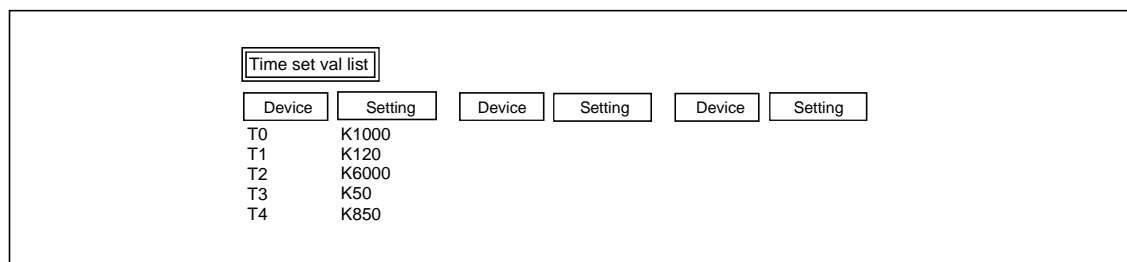 Time set val list
Device Setting Device Setting Device Setting
T0 K1000
T1 K120
T2 K6000
T3 K50
T4 K850